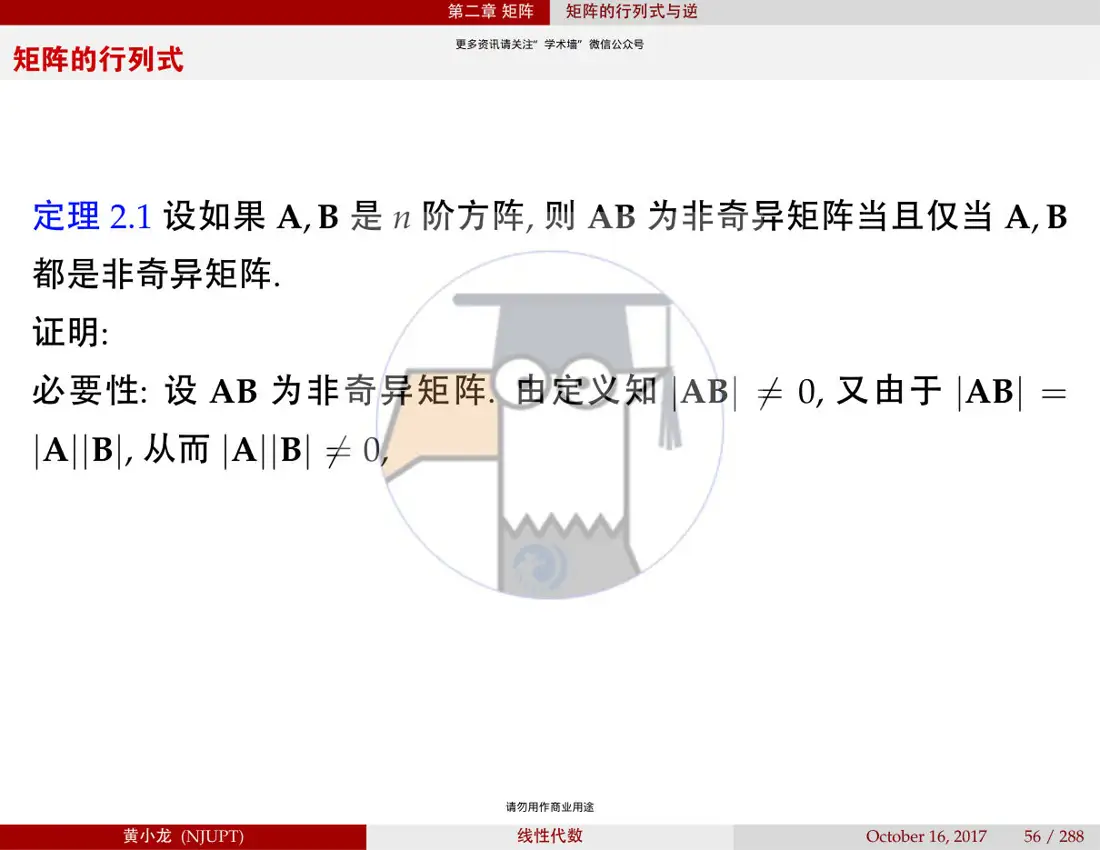 第二章 矩阵 矩阵的行列式与逆
更多资讯请关注“学术墙”微信公众号
矩阵的行列式
定理 2.1 设如果 A, B 是 n 阶方阵, 则 AB 为非奇异矩阵当且仅当 A, B
都是非奇异矩阵.
证明:
必要性: 设 AB 为非奇异矩阵. 由定义知 |AB| ≠ 0, 又由于 |AB| =
|A||B|, 从而 |A||B| ≠ 0,
请勿用作商业用途
黄小龙 (NJUPT) 线性代数 October 16, 2017 56 / 288